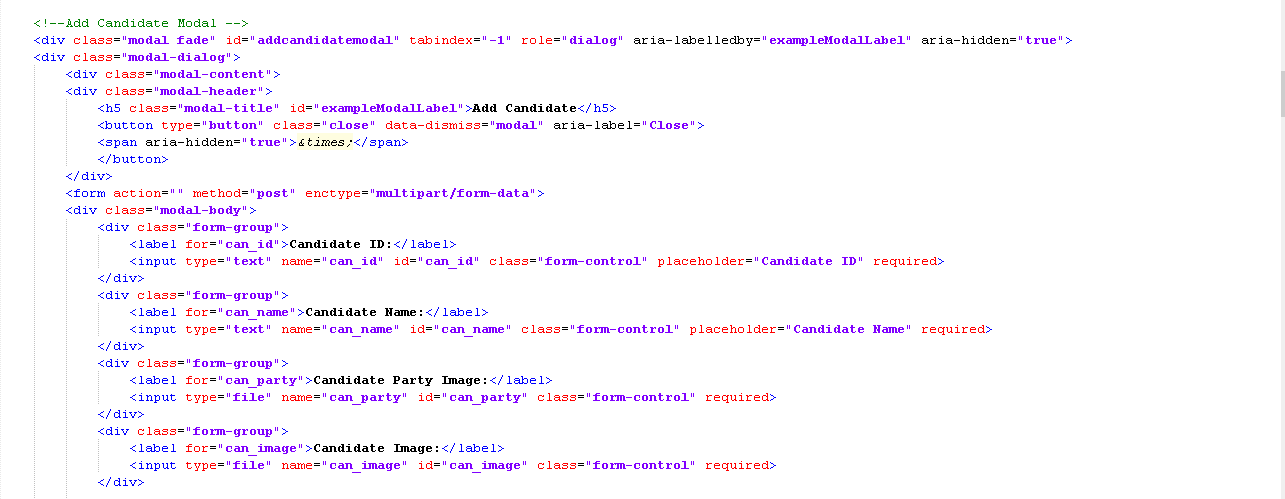 <!--Add Candidate Modal -->
<div class="modal fade" id="addcandidatemodal" tabindex="-1" role="dialog" aria-labelledby="exampleModalLabel" aria-hidden="true">
<div class="modal-dialog">
<div class="modal-content">
<div class="modal-header">
<h5 class="modal-title" id="exampleModalLabel">Add Candidate</h5>
<button type="button" class="close" data-dismiss="modal" aria-label="Close">
<span aria-hidden="true">&times;</span>
</button>
</div>
<form action="" method="post" enctype="multipart/form-data">
<div class="modal-body">
<div class="form-group">
<label for="can_id">Candidate ID:</label>
<input type="text" name="can_id" id="can_id" class="form-control" placeholder="Candidate ID" required>
</div>
<div class="form-group">
<label for="can_name">Candidate Name:</label>
<input type="text" name="can_name" id="can_name" class="form-control" placeholder="Candidate Name" required>
</div>
<div class="form-group">
<label for="can_party">Candidate Party Image:</label>
<input type="file" name="can_party" id="can_party" class="form-control" required>
</div>
<div class="form-group">
<label for="can_image">Candidate Image:</label>
<input type="file" name="can_image" id="can_image" class="form-control" required>
</div>